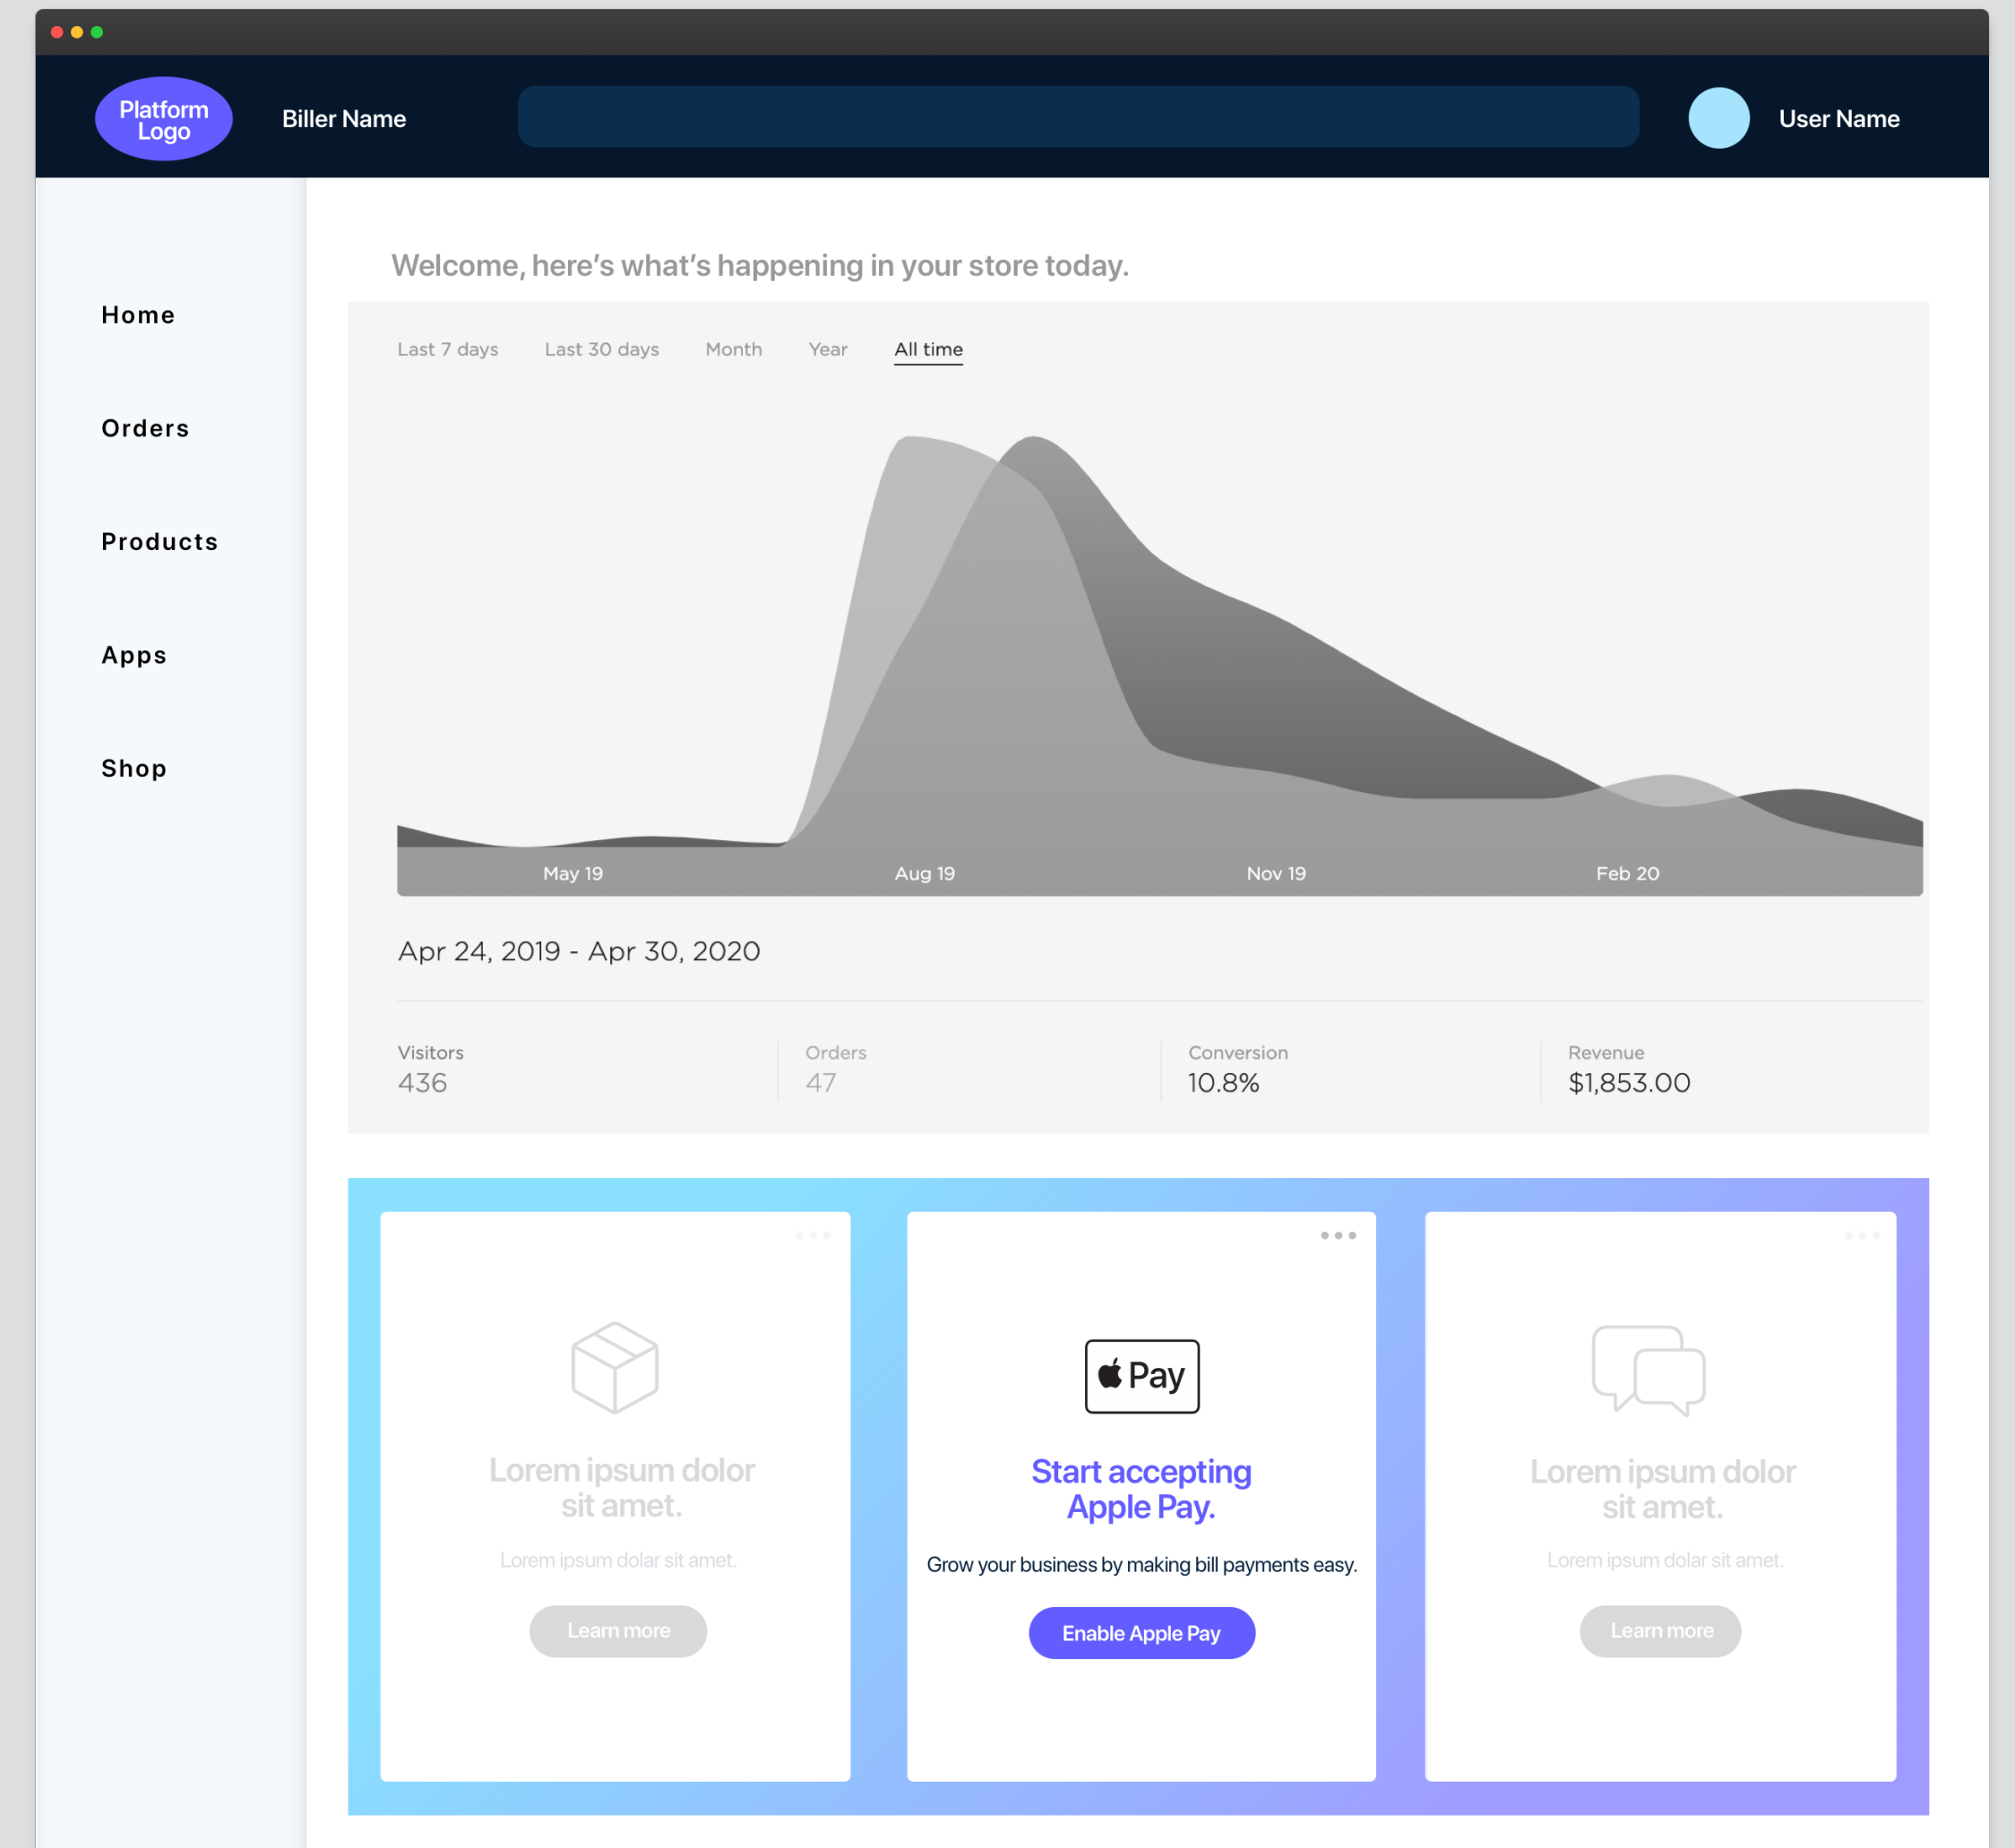 Platform
Logo
Biller Name
User Name
Home
Orders
Products
Apps
Shop
Welcome, here’s what’s happening in your store today.
Last 7 days Last 30 days Month Year All time
May 19 Aug 19 Nov 19 Feb 20
Apr 24, 2019 - Apr 30, 2020
Visitors
436
Orders
47
Conversion
10.8%
Revenue
$1,853.00
Lorem ipsum dolor
sit amet.
Lorem ipsum dolar sit amet.
Learn more
Pay
Start accepting
Apple Pay.
Grow your business by making bill payments easy.
Enable Apple Pay
Lorem ipsum dolor
sit amet.
Lorem ipsum dolar sit amet.
Learn more